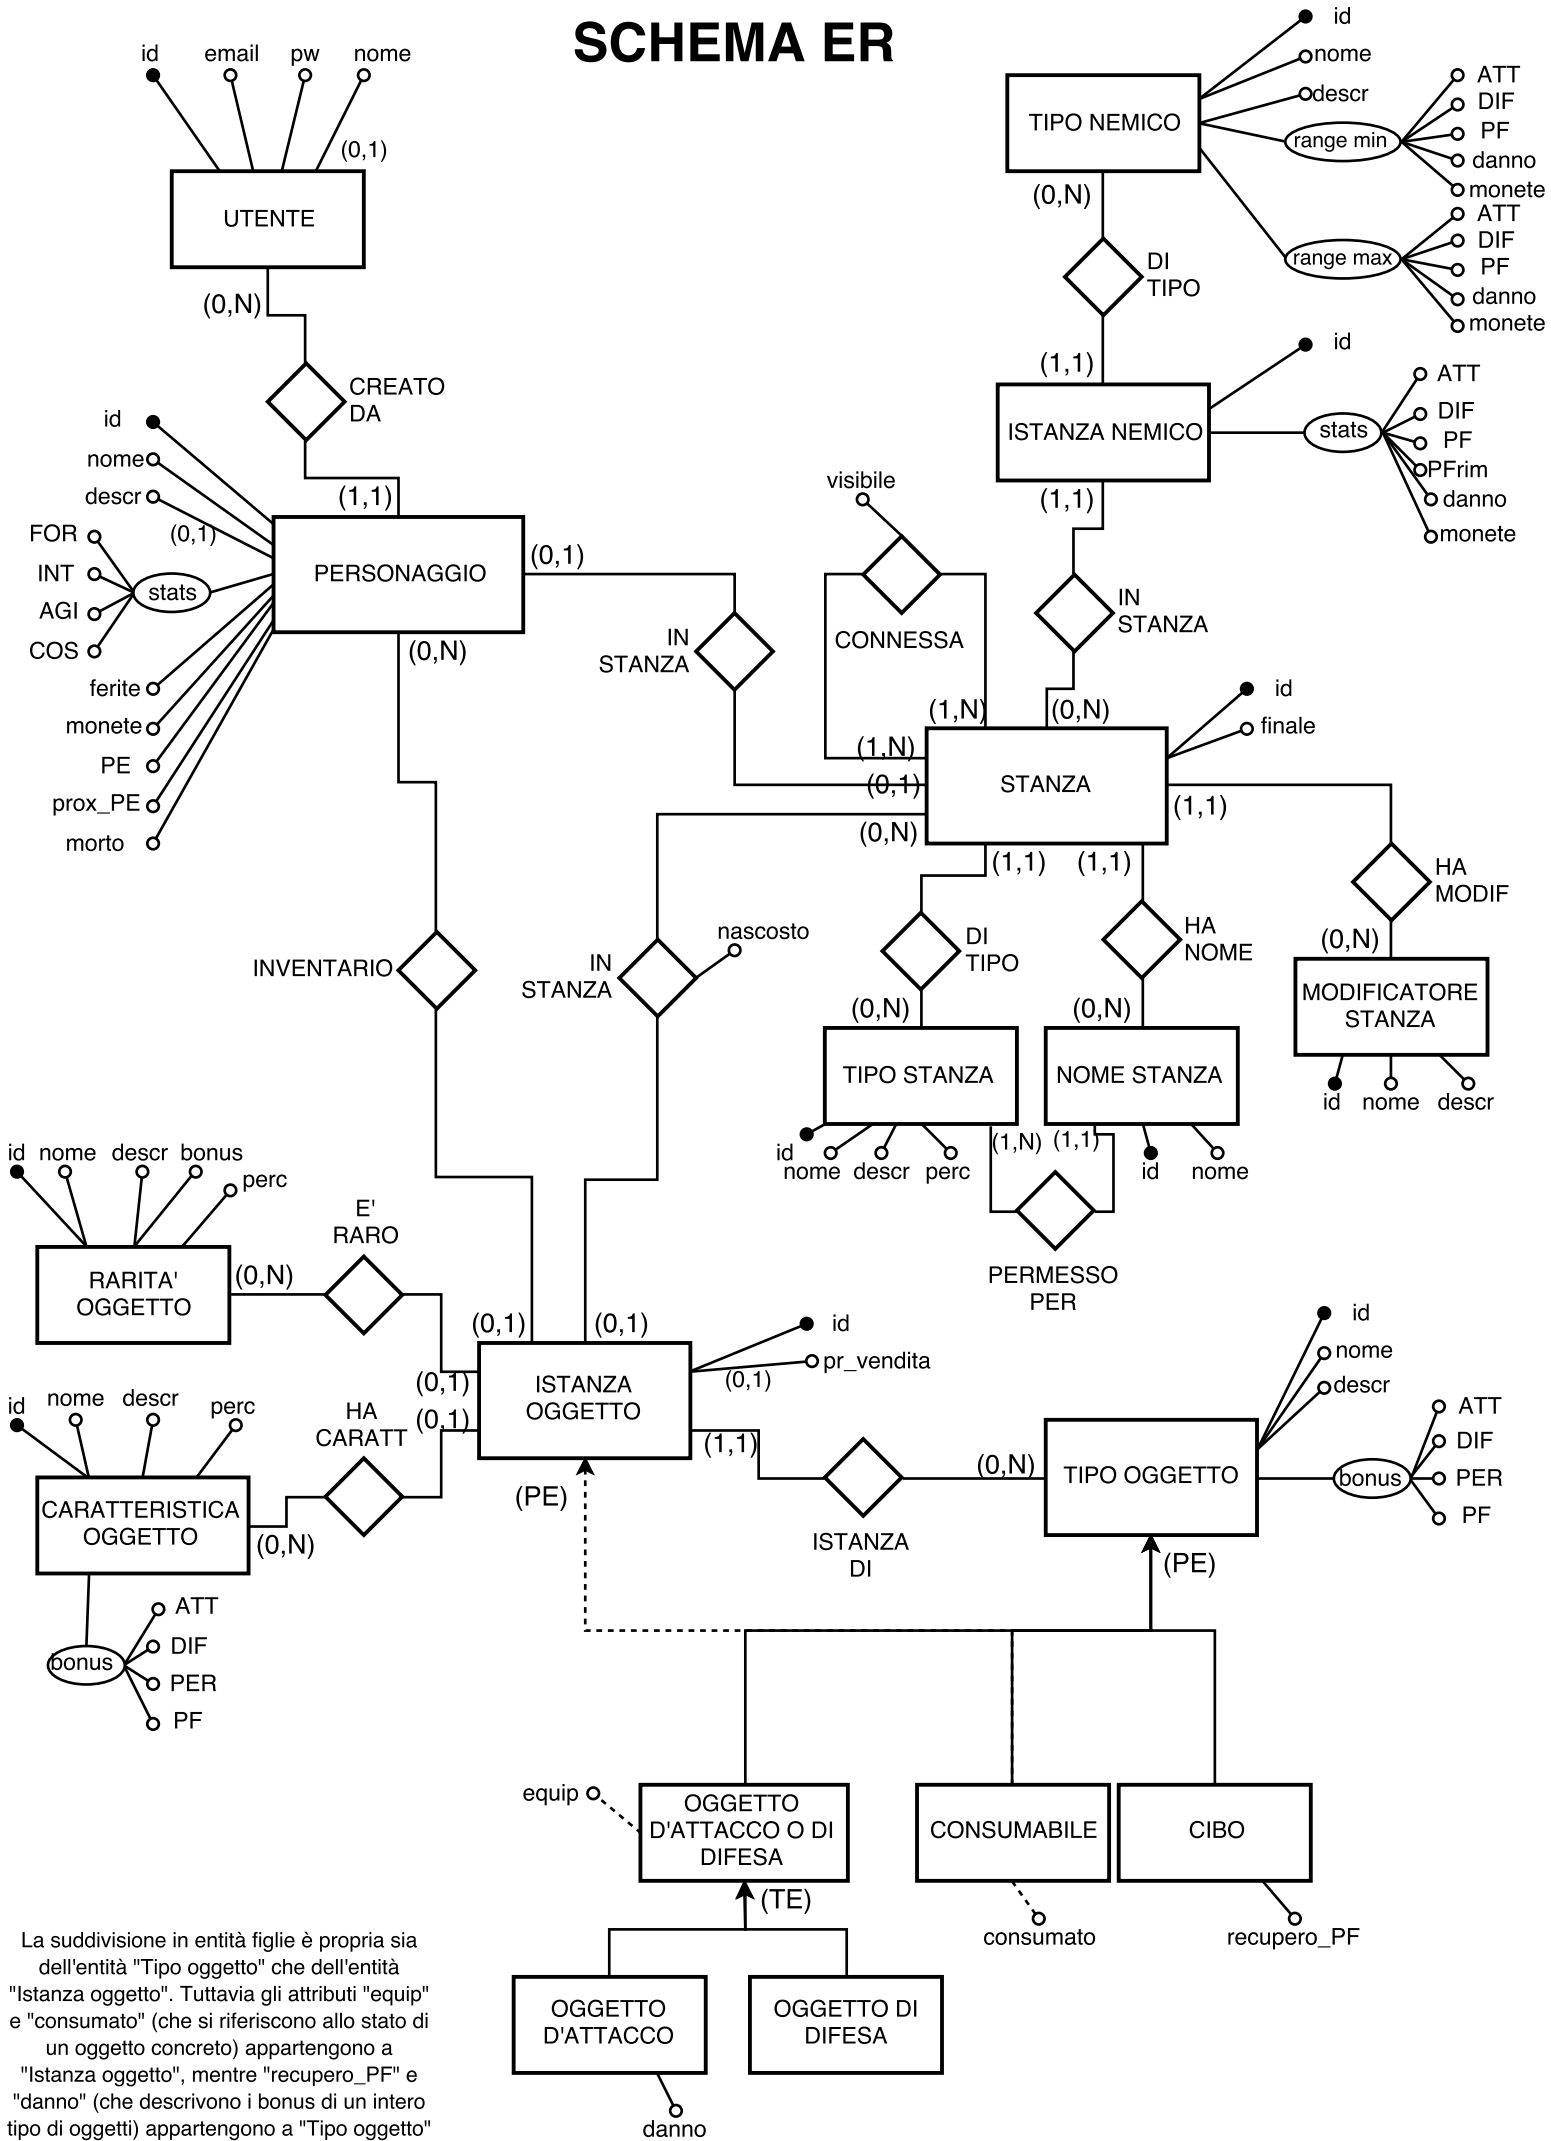 SCHEMA ER
id
email
pw
nome
(0,1)
UTENTE
(0,N)
CREATO
DA
(1,1)
id
nome
descr
(0,1)
FOR
INT
AGI
COS
stats
PERSONAGGIO
ferite
monete
PE
prox_PE
morto
(0,1)
(0,N)
IN
STANZA
INVENTARIO
id
nome
descr
TIPO NEMICO
range min
ATT
DIF
PF
danno
monete
range max
ATT
DIF
PF
danno
monete
(0,N)
DI
TIPO
(1,1)
id
ISTANZA NEMICO
stats
ATT
DIF
PF
PFrim
danno
monete
(1,1)
IN
STANZA
visibile
CONNESSA
(1,N)
(0,N)
(1,N)
(0,1)
(0,N)
STANZA
id
finale
(1,1)
(1,1)
(1,1)
HA
MODIF
(0,N)
MODIFICATORE
STANZA
id
nome
descr
nascosto
IN
STANZA
DI
TIPO
HA
NOME
(0,N)
(0,N)
TIPO STANZA
NOME STANZA
id
nome
descr
perc
(1,N)
(1,1)
id
nome
PERMESSO
PER
id
nome
descr
bonus
perc
RARITA'
OGGETTO
(0,N)
E'
RARO
(0,1)
(0,1)
(0,1)
(0,1)
ISTANZA
OGGETTO
id
pr_vendita
(0,1)
id
nome
descr
perc
HA
CARATT
CARATTERISTICA
OGGETTO
(0,N)
bonus
ATT
DIF
PER
PF
(PE)
(1,1)
ISTANZA
DI
(0,N)
TIPO OGGETTO
id
nome
descr
bonus
ATT
DIF
PER
PF
(PE)
equip
OGGETTO
D'ATTACCO O DI
DIFESA
CONSUMABILE
CIBO
(TE)
consumato
recupero_PF
OGGETTO
D'ATTACCO
OGGETTO DI
DIFESA
danno
La suddivisione in entità figlie è propria sia
dell'entità "Tipo oggetto" che dell'entità
"Istanza oggetto". Tuttavia gli attributi "equip"
e "consumato" (che si riferiscono allo stato di
un oggetto concreto) appartengono a
"Istanza oggetto", mentre "recupero_PF" e
"danno" (che descrivono i bonus di un intero
tipo di oggetti) appartengono a "Tipo oggetto"